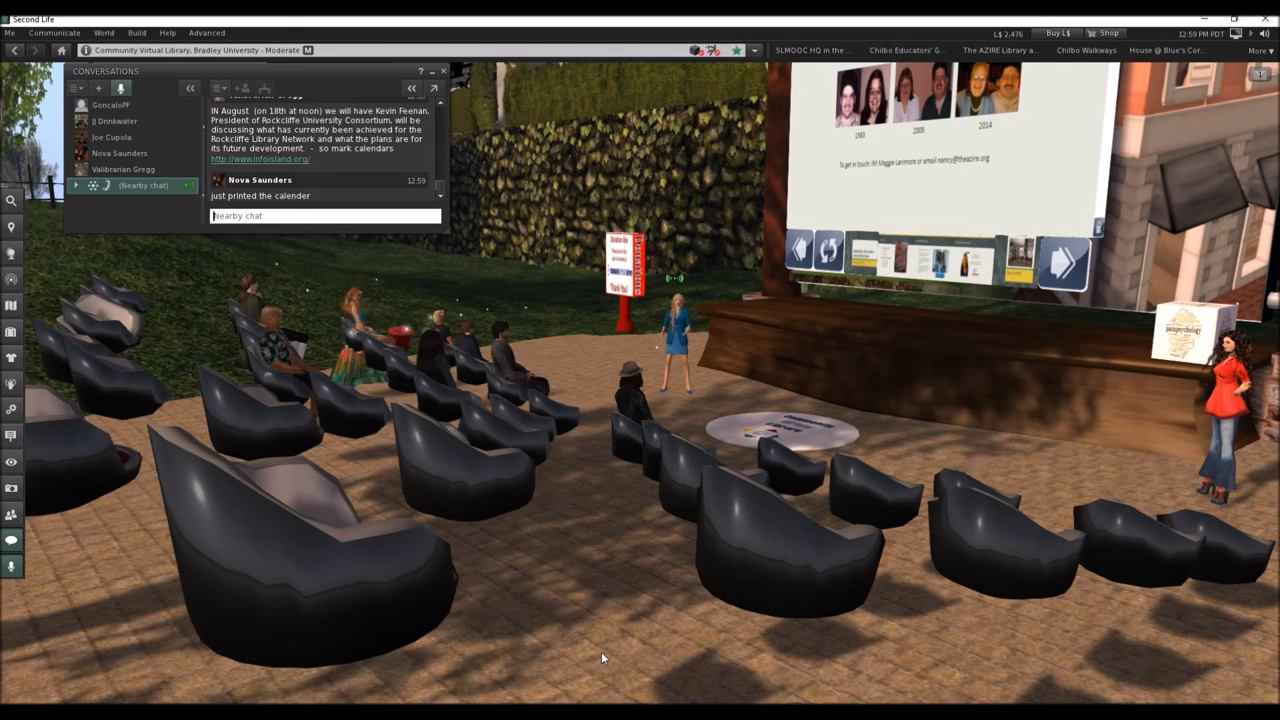 Second Life
Me Communicate World Build Help Advanced
L$ 2,476 Buy L$ Shop 12:59 PM PDT
Community Virtual Library, Bradley University - Moderate M
SLMOOC HQ in the ... Chilbo Educators' G... The AZIRE Library a... Chilbo Walkways House @ Blue's Cor... More
CONVERSATIONS
GoncaloPF
JJ Drinkwater
Joe Cupola
Nova Saunders
Valibrarian Gregg
(Nearby chat)
IN August (on 18th at noon) we will have Kevin Feenan,
President of Rockcliffe University Consortium, will be
discussing what has currently been achieved for the
Rockcliffe Library Network and what the plans are for
its future development. - so mark calendars
http://www.infoisland.org/
Nova Saunders 12:59
just printed the calender
Nearby chat
1983 2009 2014
To get in touch: IM Maggie Larimore or email nancy@theazire.org
Thank You!
parapsychology